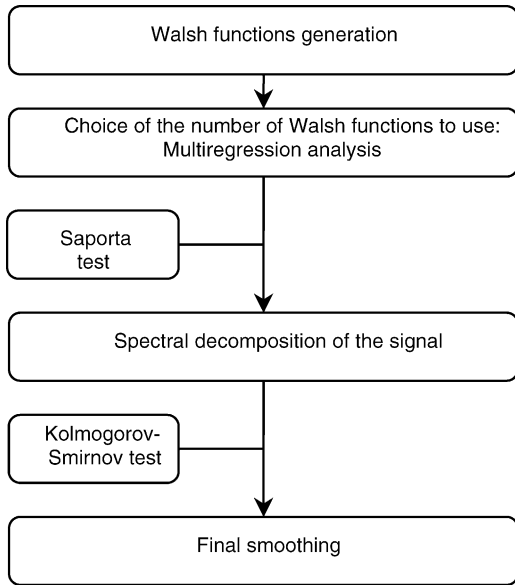 Walsh functions generation
Choice of the number of Walsh functions to use:
Multiregression analysis
Saporta
test
Spectral decomposition of the signal
Kolmogorov-
Smirnov test
Final smoothing